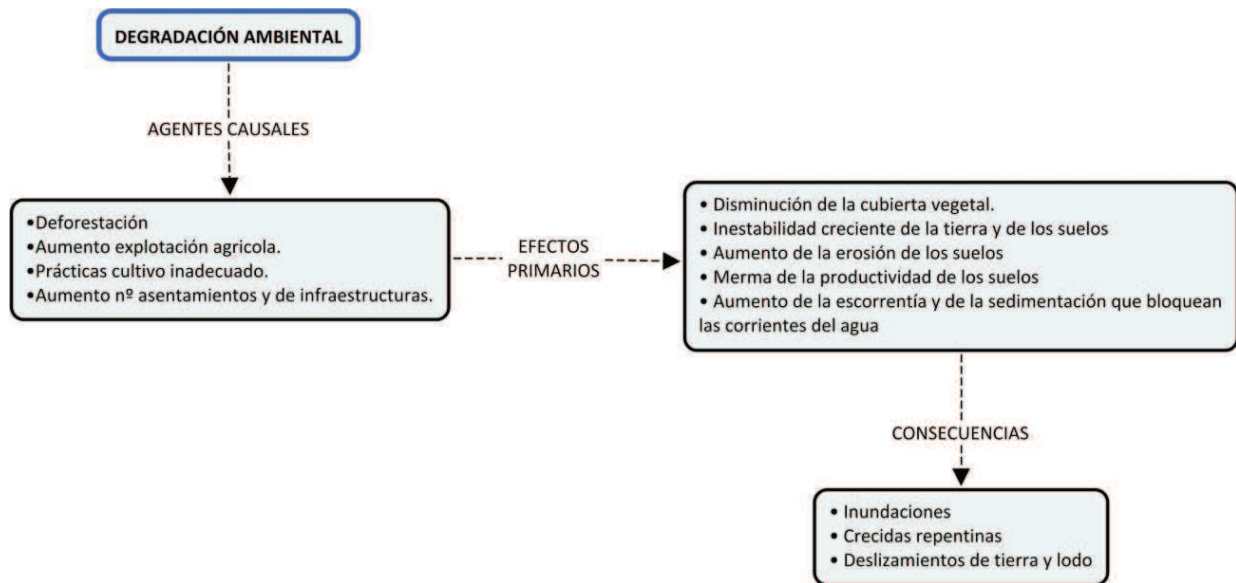 DEGRADACIÓN AMBIENTAL
AGENTES CAUSALES
•Deforestación
•Aumento explotación agricola.
•Prácticas cultivo inadecuado.
•Aumento nº asentamientos y de infraestructuras.
EFECTOS
PRIMARIOS
• Disminución de la cubierta vegetal.
• Inestabilidad creciente de la tierra y de los suelos
• Aumento de la erosión de los suelos
• Merma de la productividad de los suelos
• Aumento de la escorrentía y de la sedimentación que bloquean
las corrientes del agua
CONSECUENCIAS
• Inundaciones
• Crecidas repentinas
• Deslizamientos de tierra y lodo